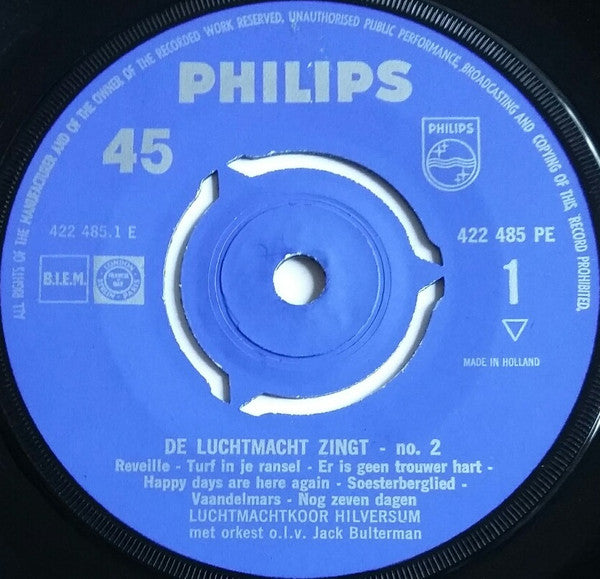 ALL RIGHTS OF THE MANUFACTURER AND OF THE OWNER OF THE RECORDED WORK RESERVED, UNAUTHORISED PUBLIC PERFORMANCE, BROADCASTING AND COPYING OF THIS RECORD PROHIBITED.
PHILIPS
45
PHILIPS
422 485.1 E
422 485 PE
B.I.E.M.
LONDON
BERLIN - PARIS
1
MADE IN HOLLAND
DE LUCHTMACHT ZINGT - no. 2
Reveille - Turf in je ransel - Er is geen trouwer hart -
Happy days are here again - Soesterberglied -
Vaandelmars - Nog zeven dagen
LUCHTMACHTKOOR HILVERSUM
met orkest o.l.v. Jack Bulterman